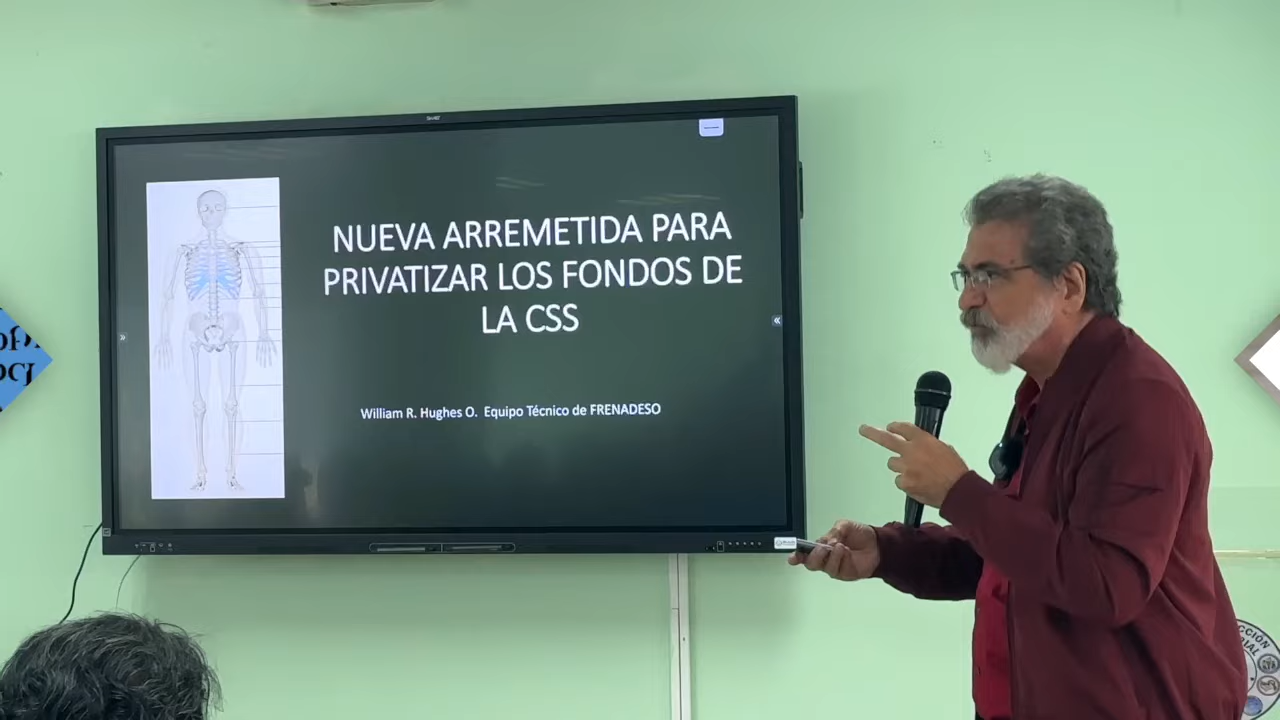 NUEVA ARREMETIDA PARA
PRIVATIZAR LOS FONDOS DE
LA CSS
William R. Hughes O. Equipo Técnico de FRENADESO